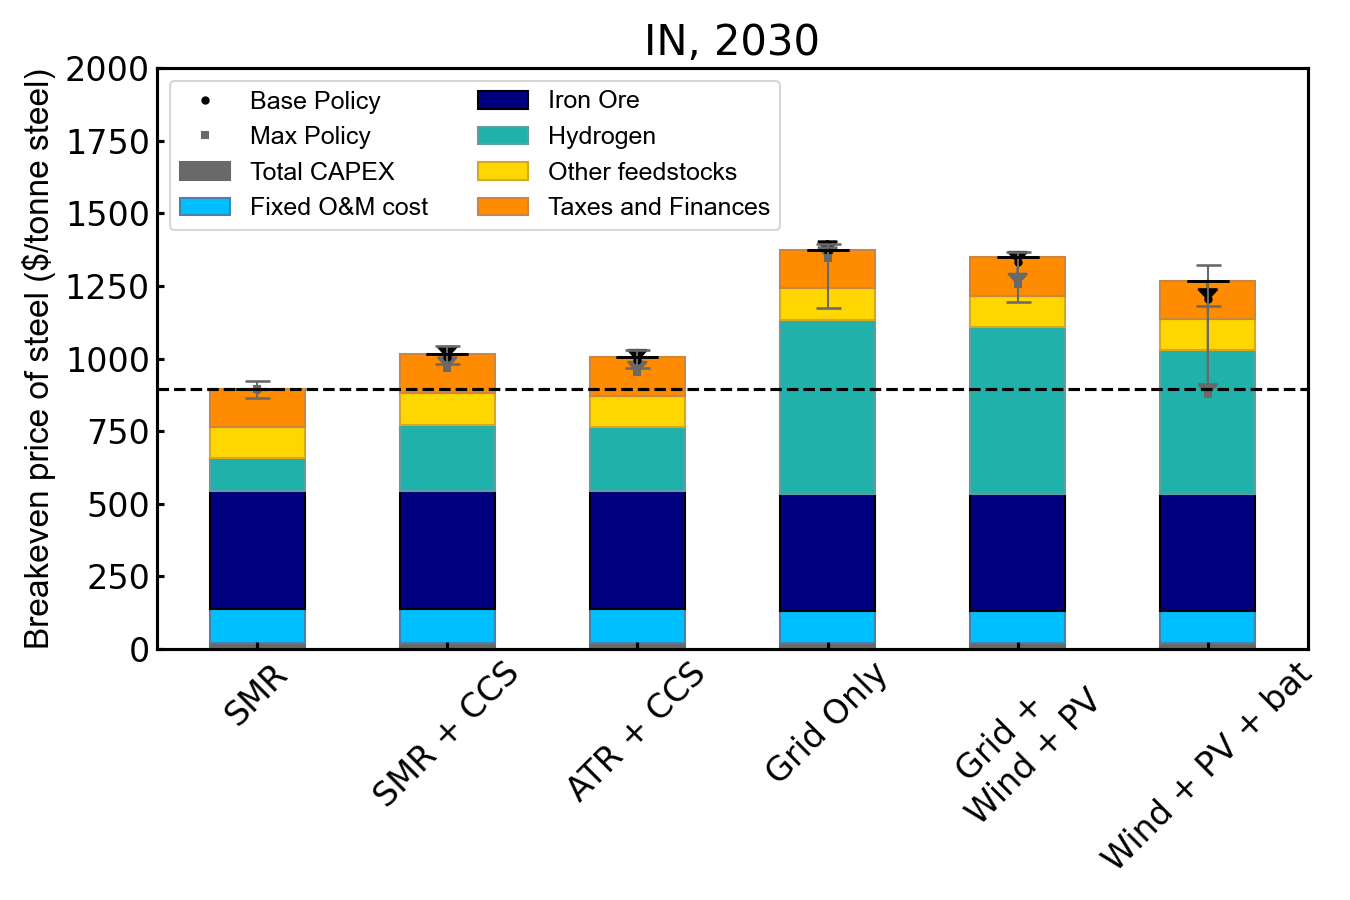 IN, 2030
Breakeven price of steel ($/tonne steel)
2000
1750
1500
1250
1000
750
500
250
0
Base Policy
Max Policy
Total CAPEX
Fixed O&M cost
Iron Ore
Hydrogen
Other feedstocks
Taxes and Finances
SMR
SMR + CCS
ATR + CCS
Grid Only
Grid +
Wind + PV
Wind + PV + bat